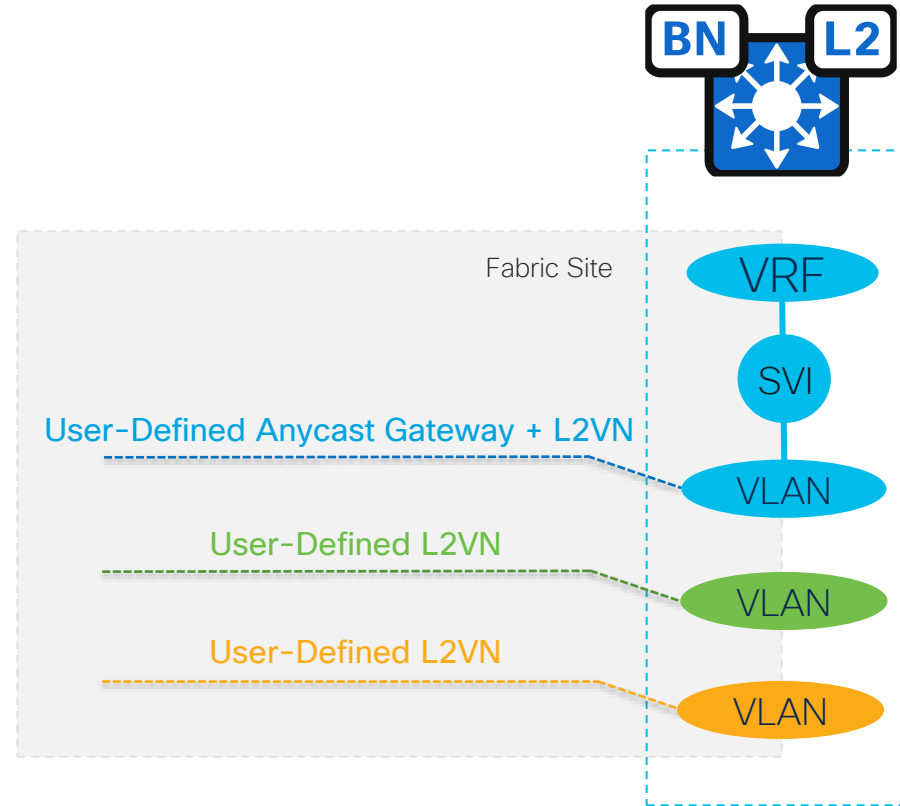 BN L2
Fabric Site
VRF
SVI
User-Defined Anycast Gateway + L2VN
VLAN
User-Defined L2VN
VLAN
User-Defined L2VN
VLAN